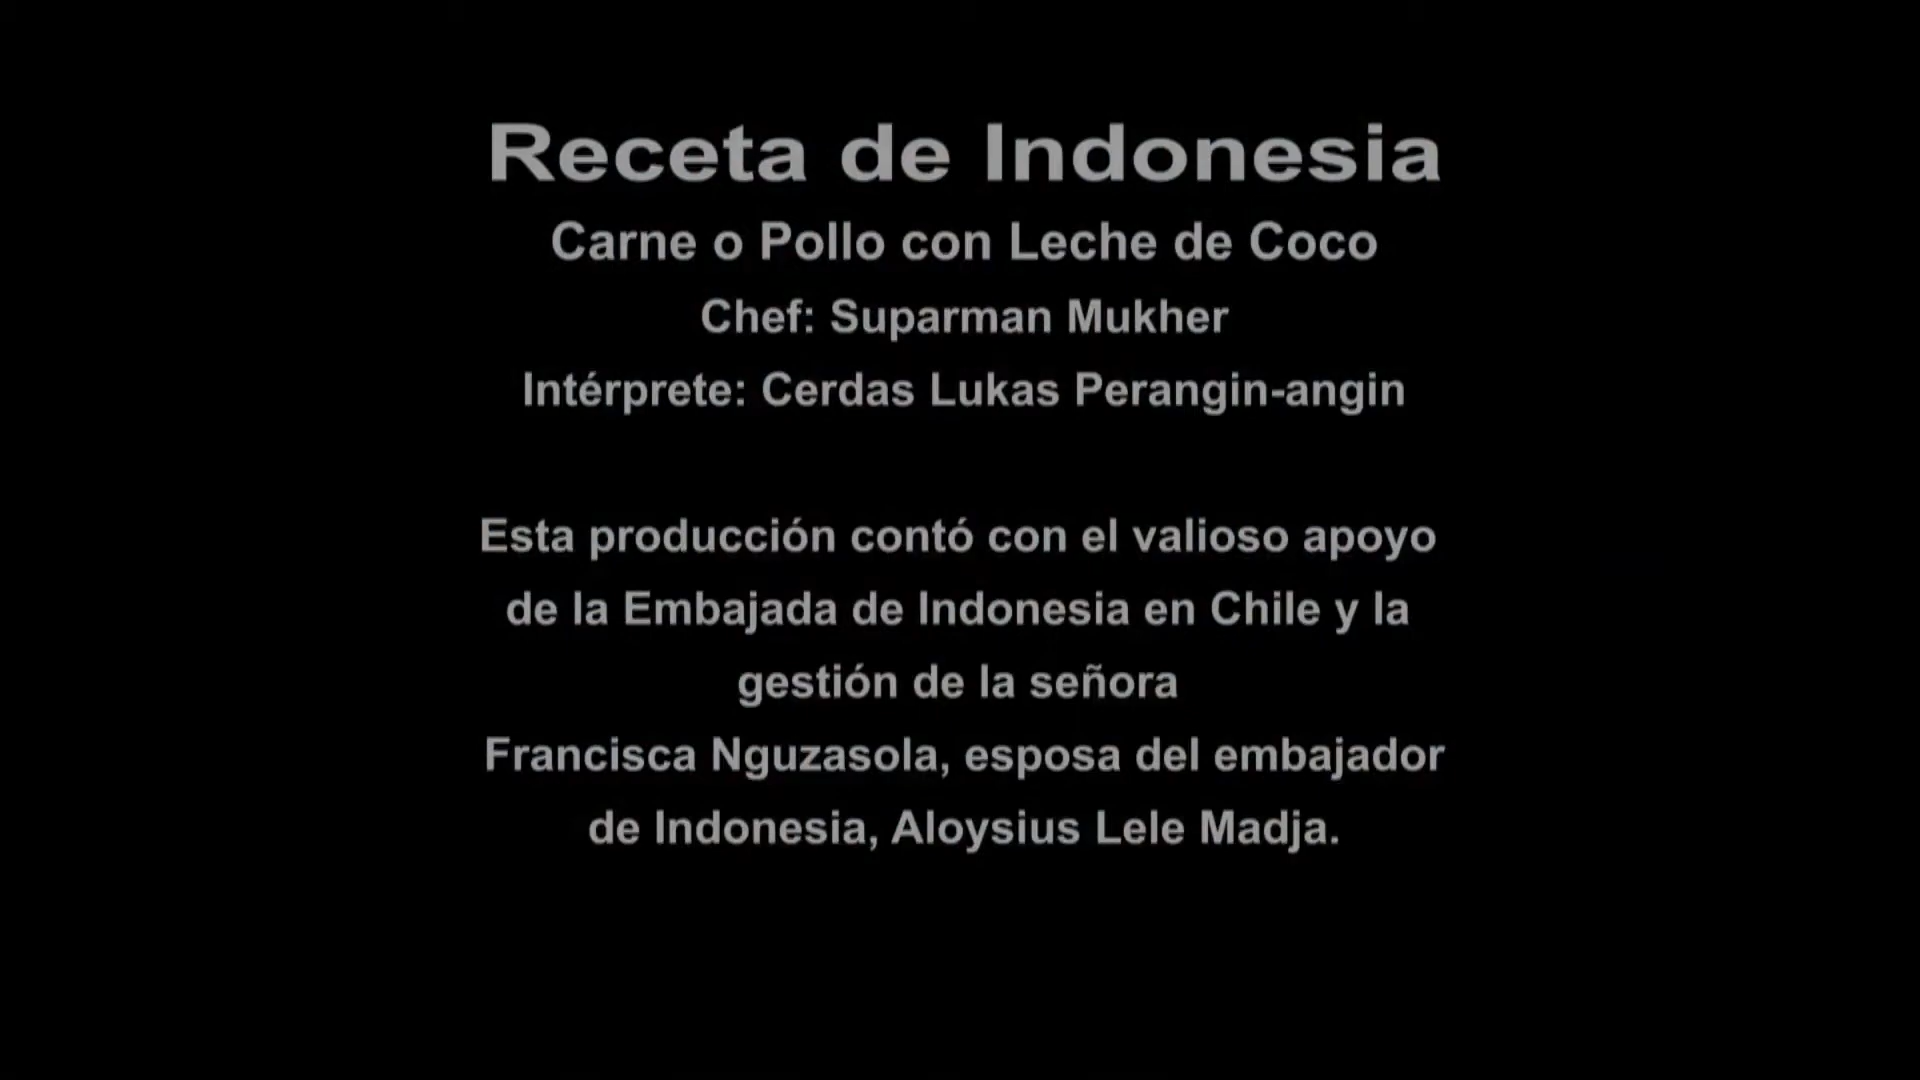 Receta de Indonesia
Carne o Pollo con Leche de Coco
Chef: Suparman Mukher
Intérprete: Cerdas Lukas Perangin-angin
Esta producción contó con el valioso apoyo
de la Embajada de Indonesia en Chile y la
gestión de la señora
Francisca Nguzasola, esposa del embajador
de Indonesia, Aloysius Lele Madja.